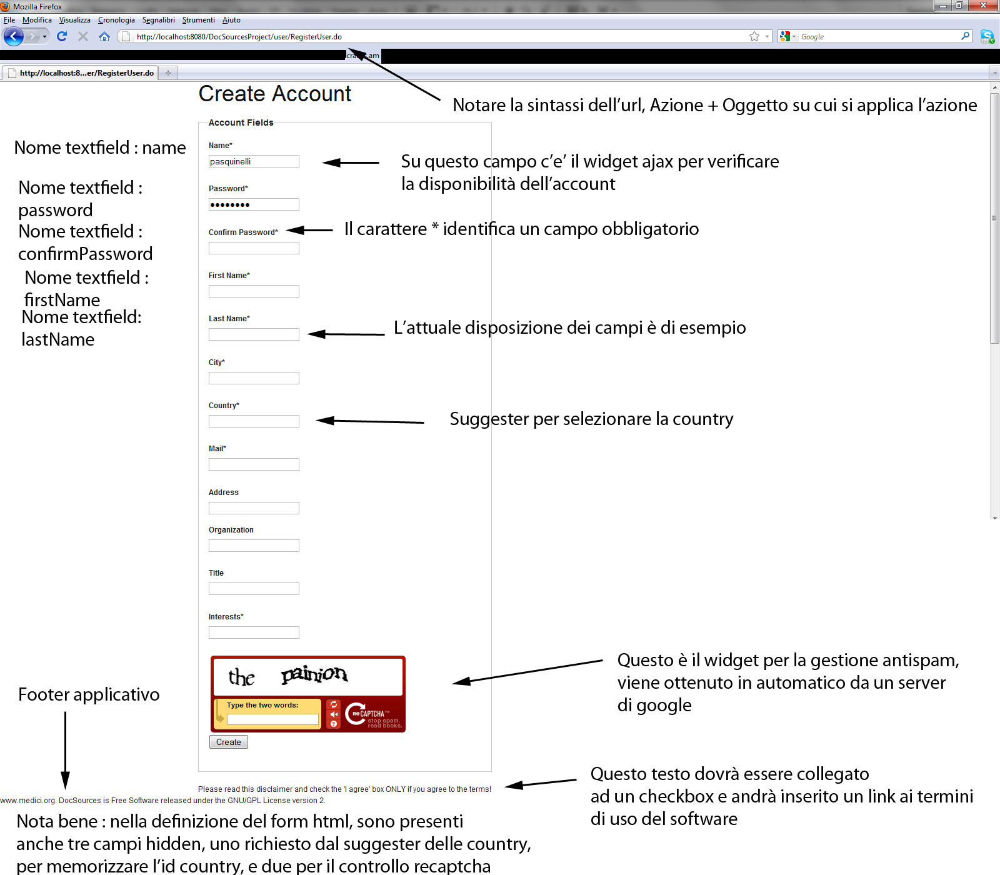 Mozilla Firefox
File Modifica Visualizza Cronologia Segnalibri Strumenti Aiuto
http://localhost:8080/DocSourcesProject/user/RegisterUser.do
Google
http://localhost:8...er/RegisterUser.do
Create Account
Notare la sintassi dell'url, Azione + Oggetto su cui si applica l'azione
Account Fields
Nome textfield : name
Name*
pasquinelli
Su questo campo c'e' il widget ajax per verificare
la disponibilità dell'account
Nome textfield :
password
Password*
••••••••
Nome textfield :
confirmPassword
Confirm Password*
Il carattere * identifica un campo obbligatorio
Nome textfield :
firstName
First Name*
Nome textfield:
lastName
Last Name*
L'attuale disposizione dei campi è di esempio
City*
Country*
Suggester per selezionare la country
Mail*
Address
Organization
Title
Interests*
the painion
Type the two words:
reCAPTCHA™
stop spam.
read books.
Questo è il widget per la gestione antispam,
viene ottenuto in automatico da un server
di google
Footer applicativo
Create
Please read this disclaimer and check the 'I agree' box ONLY if you agree to the terms!
Questo testo dovrà essere collegato
ad un checkbox e andrà inserito un link ai termini
di uso del software
www.medici.org. DocSources is Free Software released under the GNU/GPL License version 2.
Nota bene : nella definizione del form html, sono presenti
anche tre campi hidden, uno richiesto dal suggester delle country,
per memorizzare l'id country, e due per il controllo recaptcha